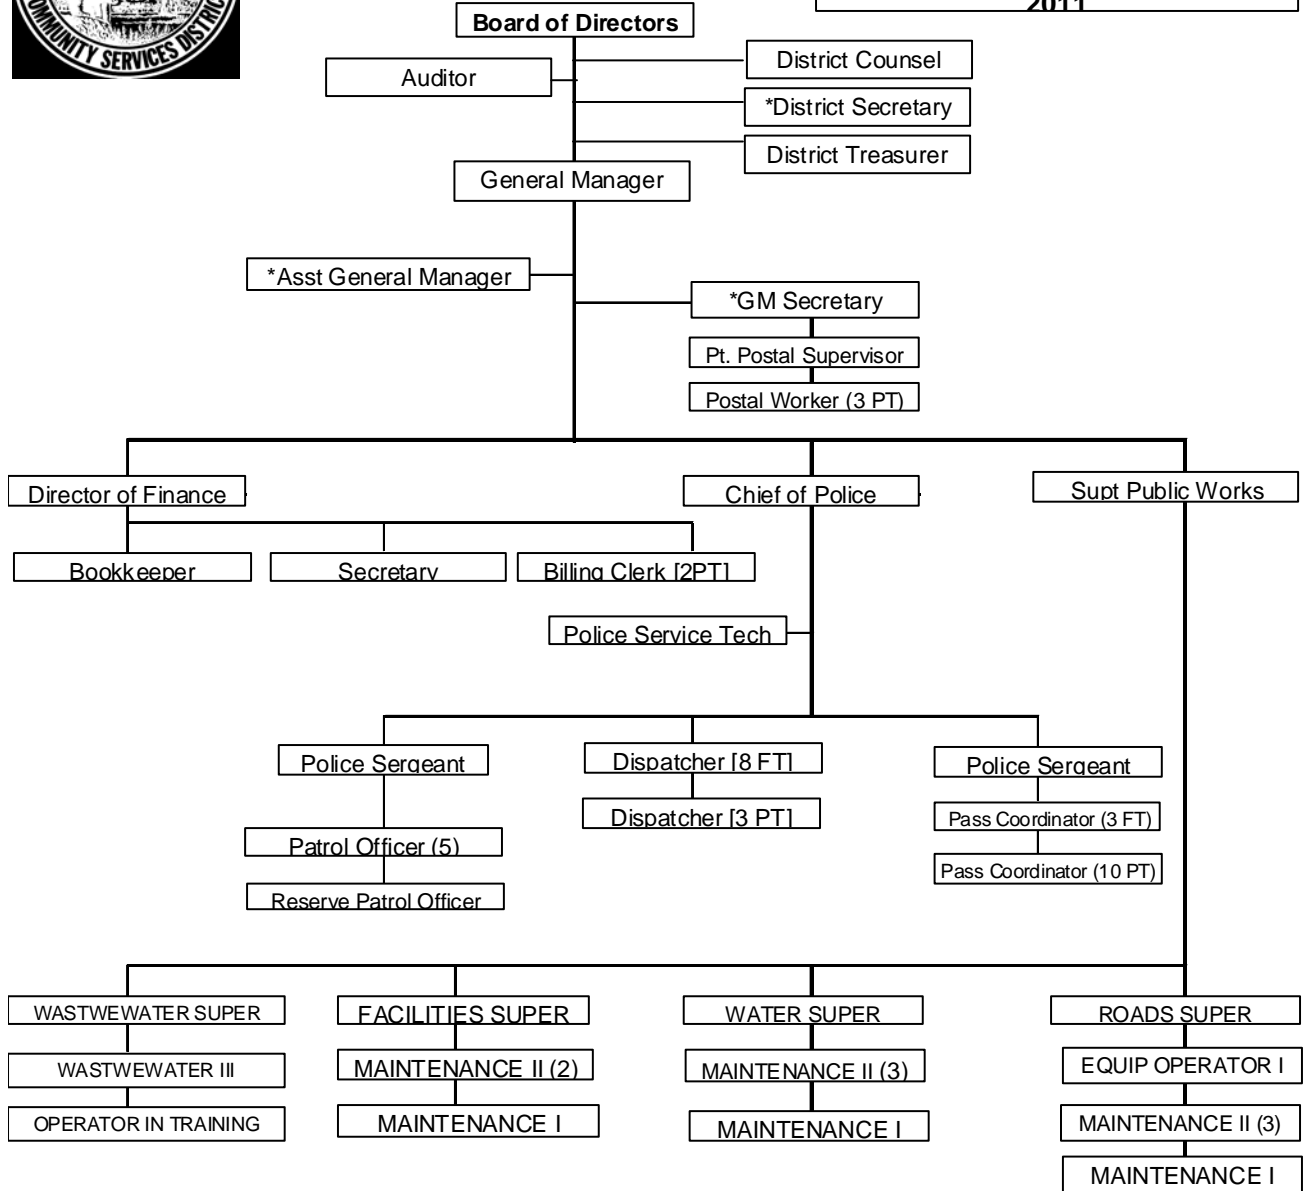 COMMUNITY SERVICES DISTRICT
2011
Board of Directors
District Counsel
Auditor
*District Secretary
District Treasurer
General Manager
*Asst General Manager
*GM Secretary
Pt. Postal Supervisor
Postal Worker (3 PT)
Director of Finance
Chief of Police
Supt Public Works
Bookkeeper
Secretary
Billing Clerk [2PT]
Police Service Tech
Police Sergeant
Dispatcher [8 FT]
Police Sergeant
Dispatcher [3 PT]
Pass Coordinator (3 FT)
Patrol Officer (5)
Pass Coordinator (10 PT)
Reserve Patrol Officer
WASTWEWATER SUPER
FACILITIES SUPER
WATER SUPER
ROADS SUPER
WASTWEWATER III
MAINTENANCE II (2)
MAINTENANCE II (3)
EQUIP OPERATOR I
OPERATOR IN TRAINING
MAINTENANCE I
MAINTENANCE I
MAINTENANCE II (3)
MAINTENANCE I